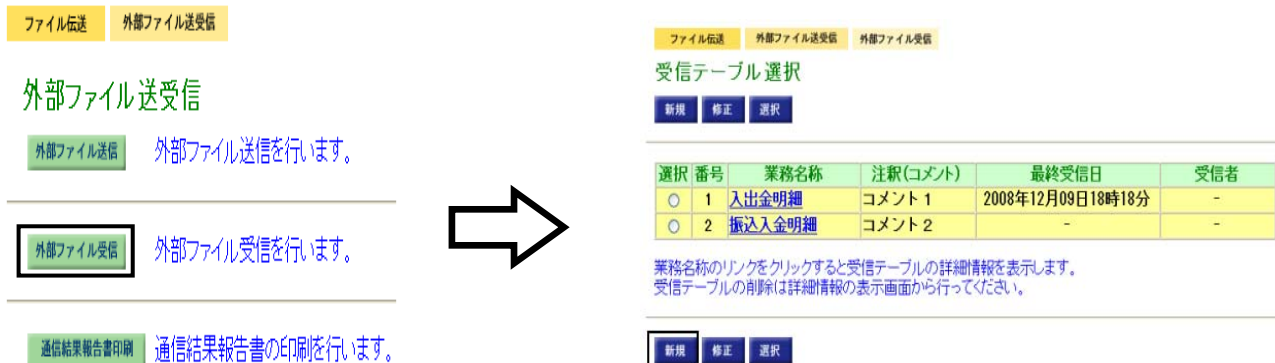 ファイル伝送 外部ファイル送受信
外部ファイル送受信
外部ファイル送信 外部ファイル送信を行います。
外部ファイル受信 外部ファイル受信を行います。
通信結果報告書印刷 通信結果報告書の印刷を行います。
ファイル伝送 外部ファイル送受信 外部ファイル受信
受信テーブル選択
新規 修正 選択
選択 番号 業務名称 注釈(コメント) 最終受信日 受信者
1 入出金明細 コメント1 2008年12月09日18時18分 -
2 振込入金明細 コメント2 - -
業務名称のリンクをクリックすると受信テーブルの詳細情報を表示します。
受信テーブルの削除は詳細情報の表示画面から行ってください。
新規 修正 選択